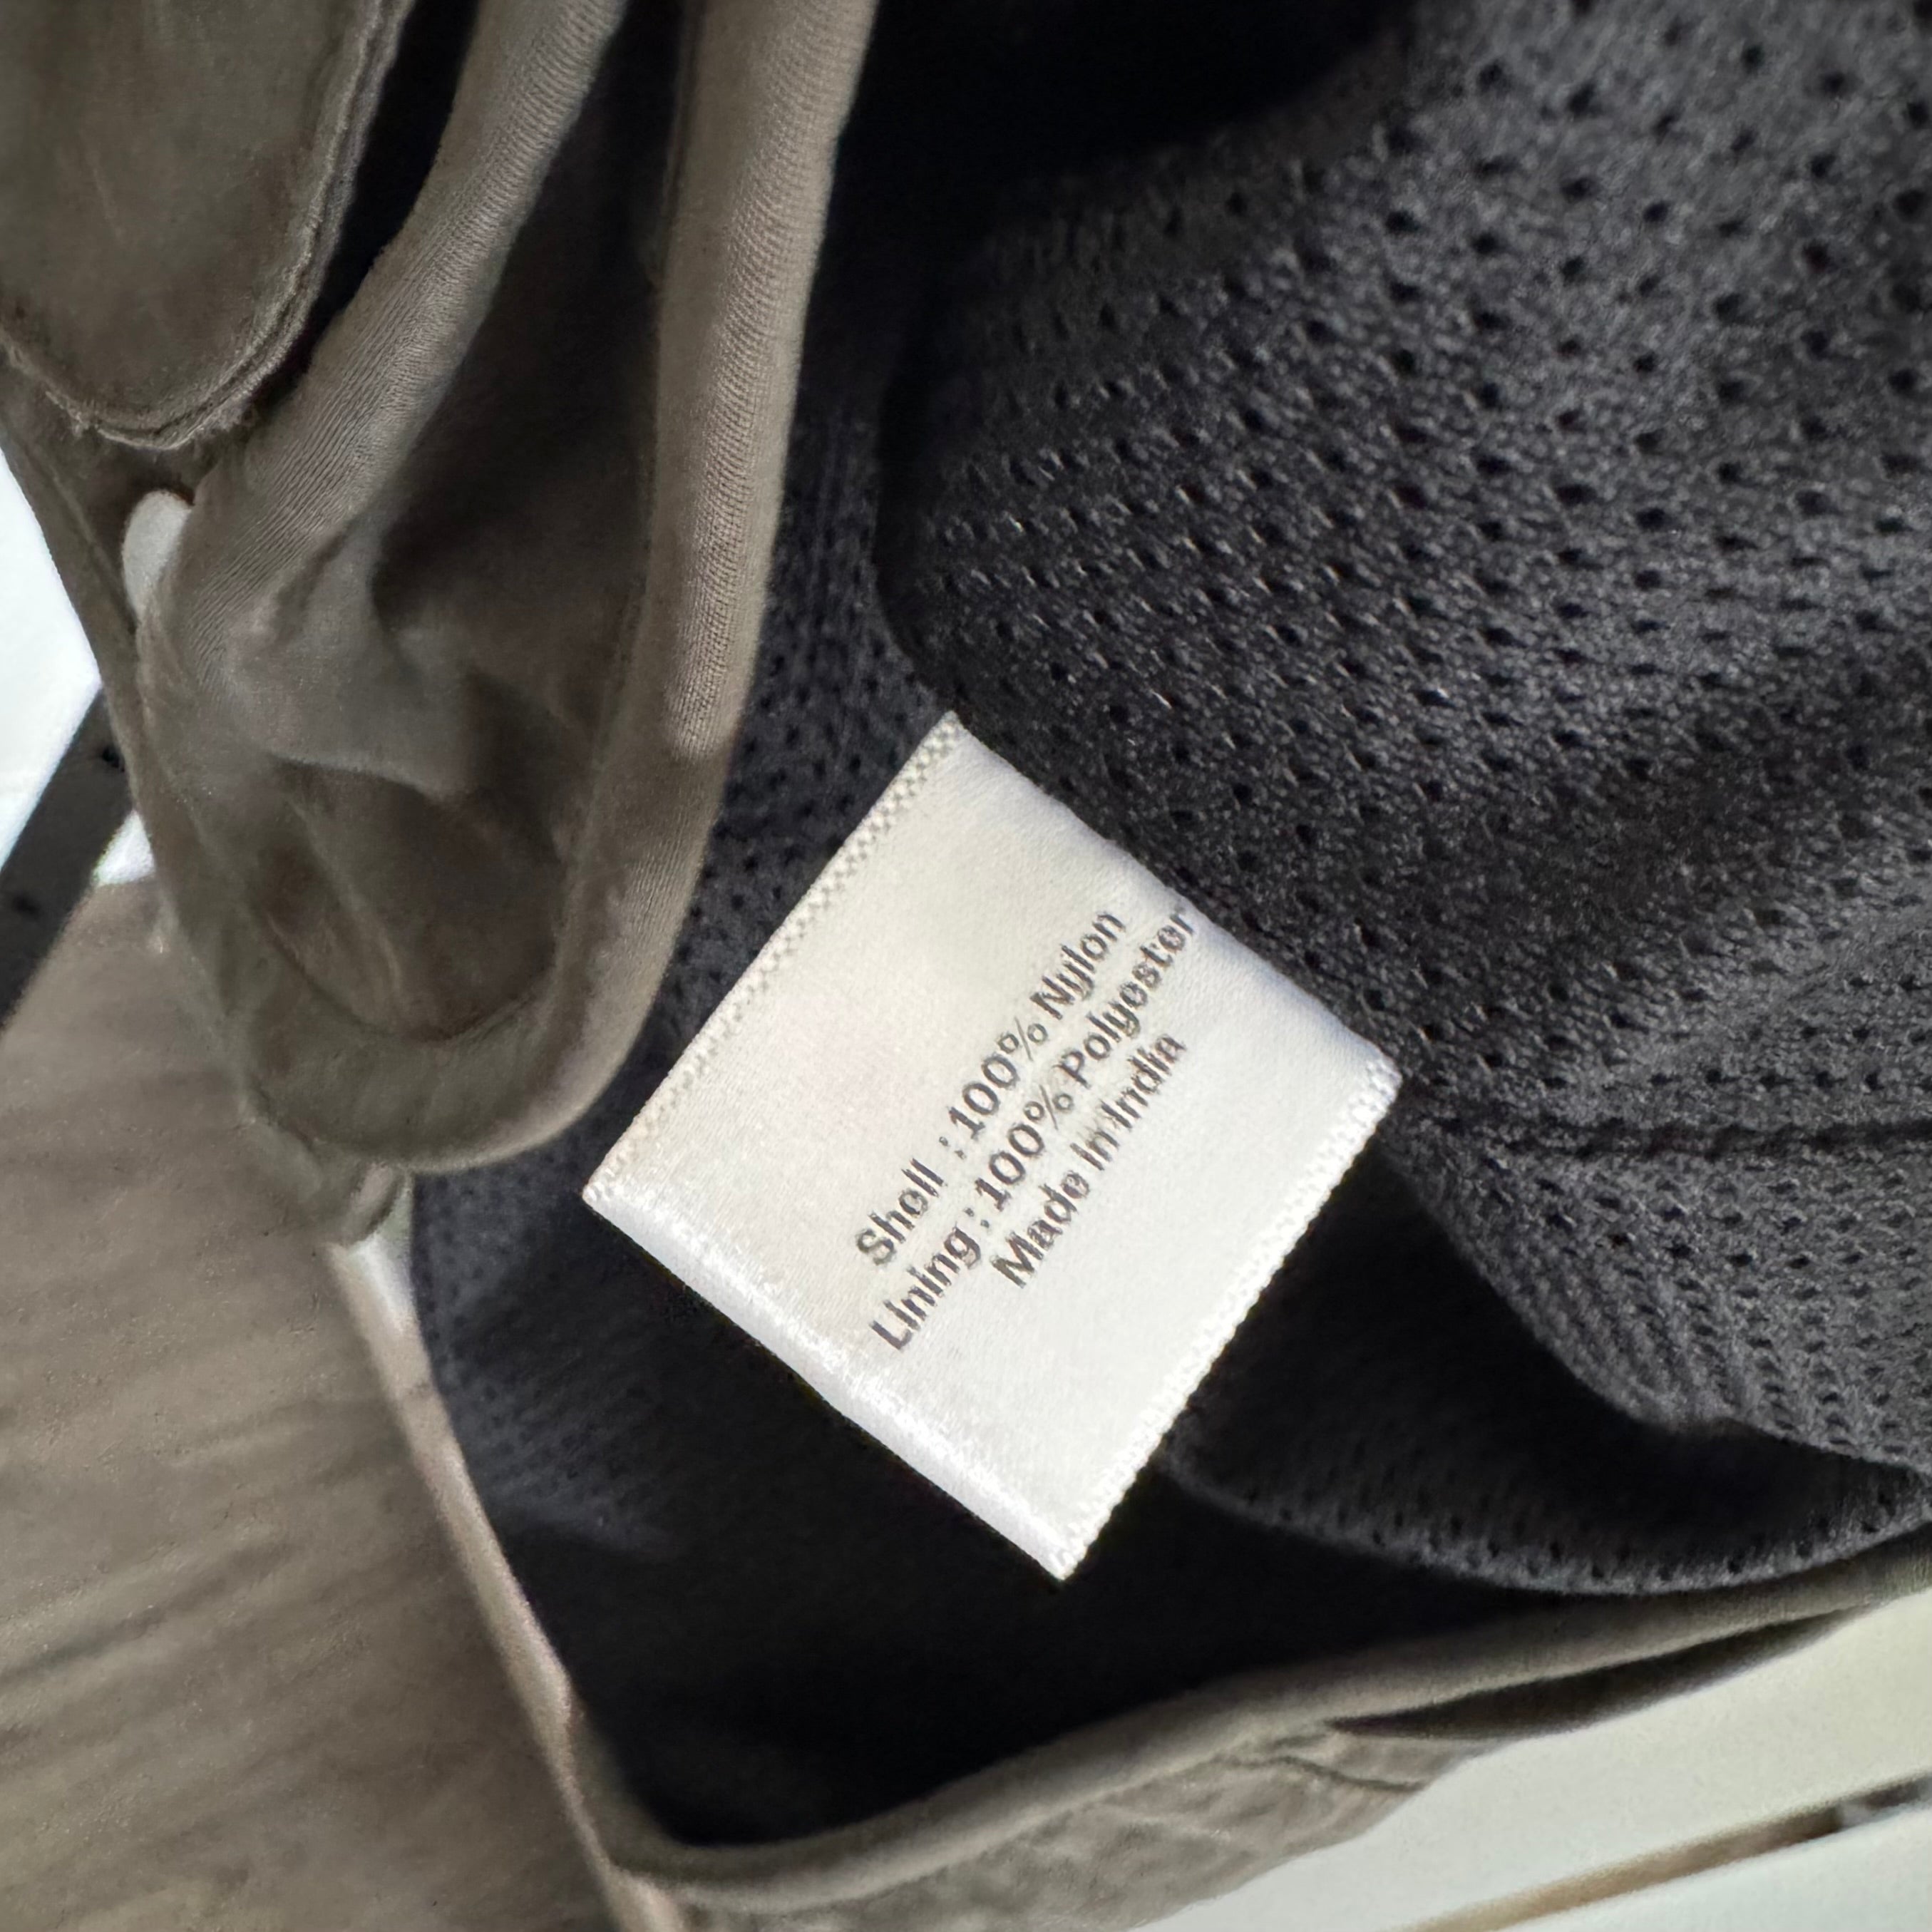 Shell : 100% Nylon
Lining : 100% Polyester
Made in India